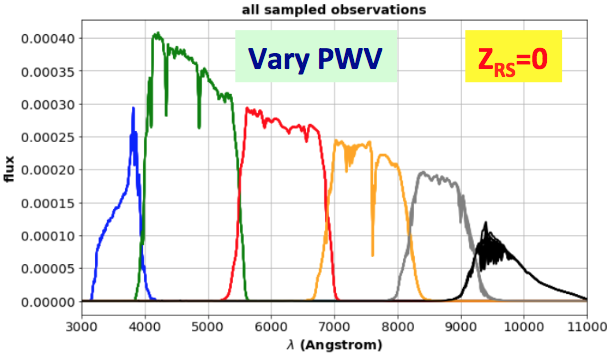 all sampled observations
Vary PWV
Z_RS=0
flux
0.00040
0.00035
0.00030
0.00025
0.00020
0.00015
0.00010
0.00005
0.00000
3000 4000 5000 6000 7000 8000 9000 10000 11000
λ (Angstrom)